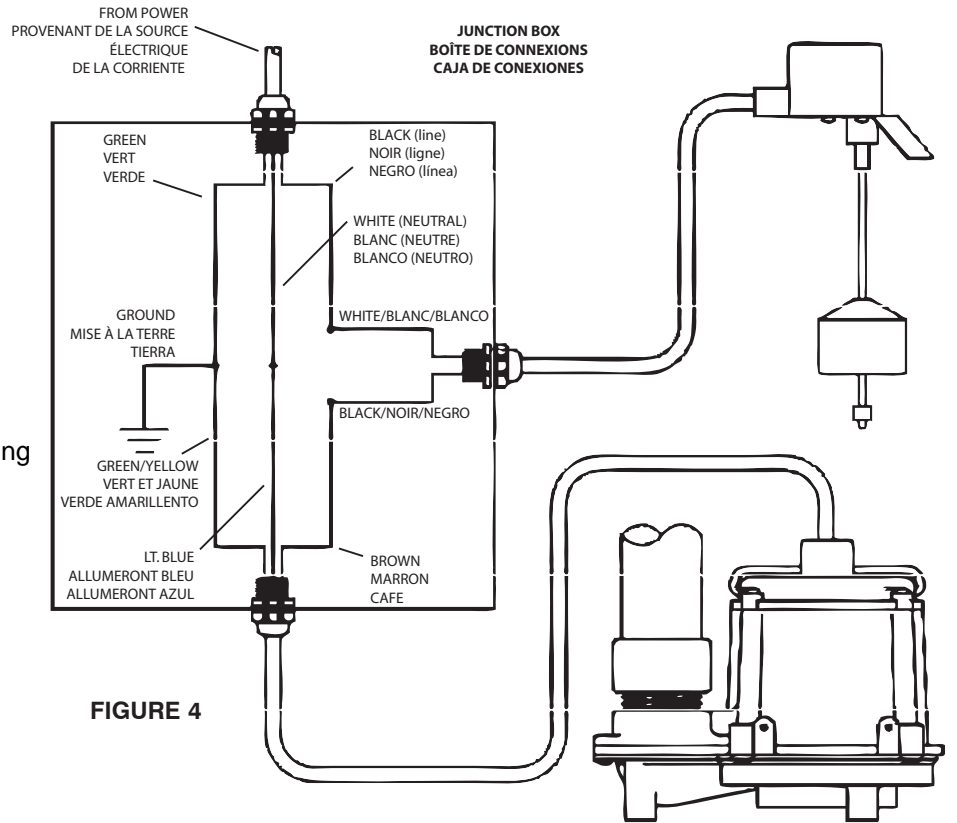 FROM POWER
PROVENANT DE LA SOURCE
ÉLECTRIQUE
DE LA CORRIENTE
JUNCTION BOX
BOÎTE DE CONNEXIONS
CAJA DE CONEXIONES
GREEN
VERT
VERDE
BLACK (line)
NOIR (ligne)
NEGRO (línea)
WHITE (NEUTRAL)
BLANC (NEUTRE)
BLANCO (NEUTRO)
GROUND
MISE À LA TERRE
TIERRA
WHITE/BLANC/BLANCO
BLACK/NOIR/NEGRO
ng
GREEN/YELLOW
VERT ET JAUNE
VERDE AMARILLENTO
LT. BLUE
ALLUMERONT BLEU
ALLUMERONT AZUL
BROWN
MARRON
CAFE
FIGURE 4